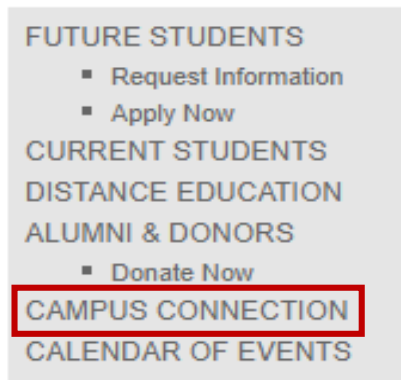 FUTURE STUDENTS
▪ Request Information
▪ Apply Now
CURRENT STUDENTS
DISTANCE EDUCATION
ALUMNI & DONORS
▪ Donate Now
CAMPUS CONNECTION
CALENDAR OF EVENTS